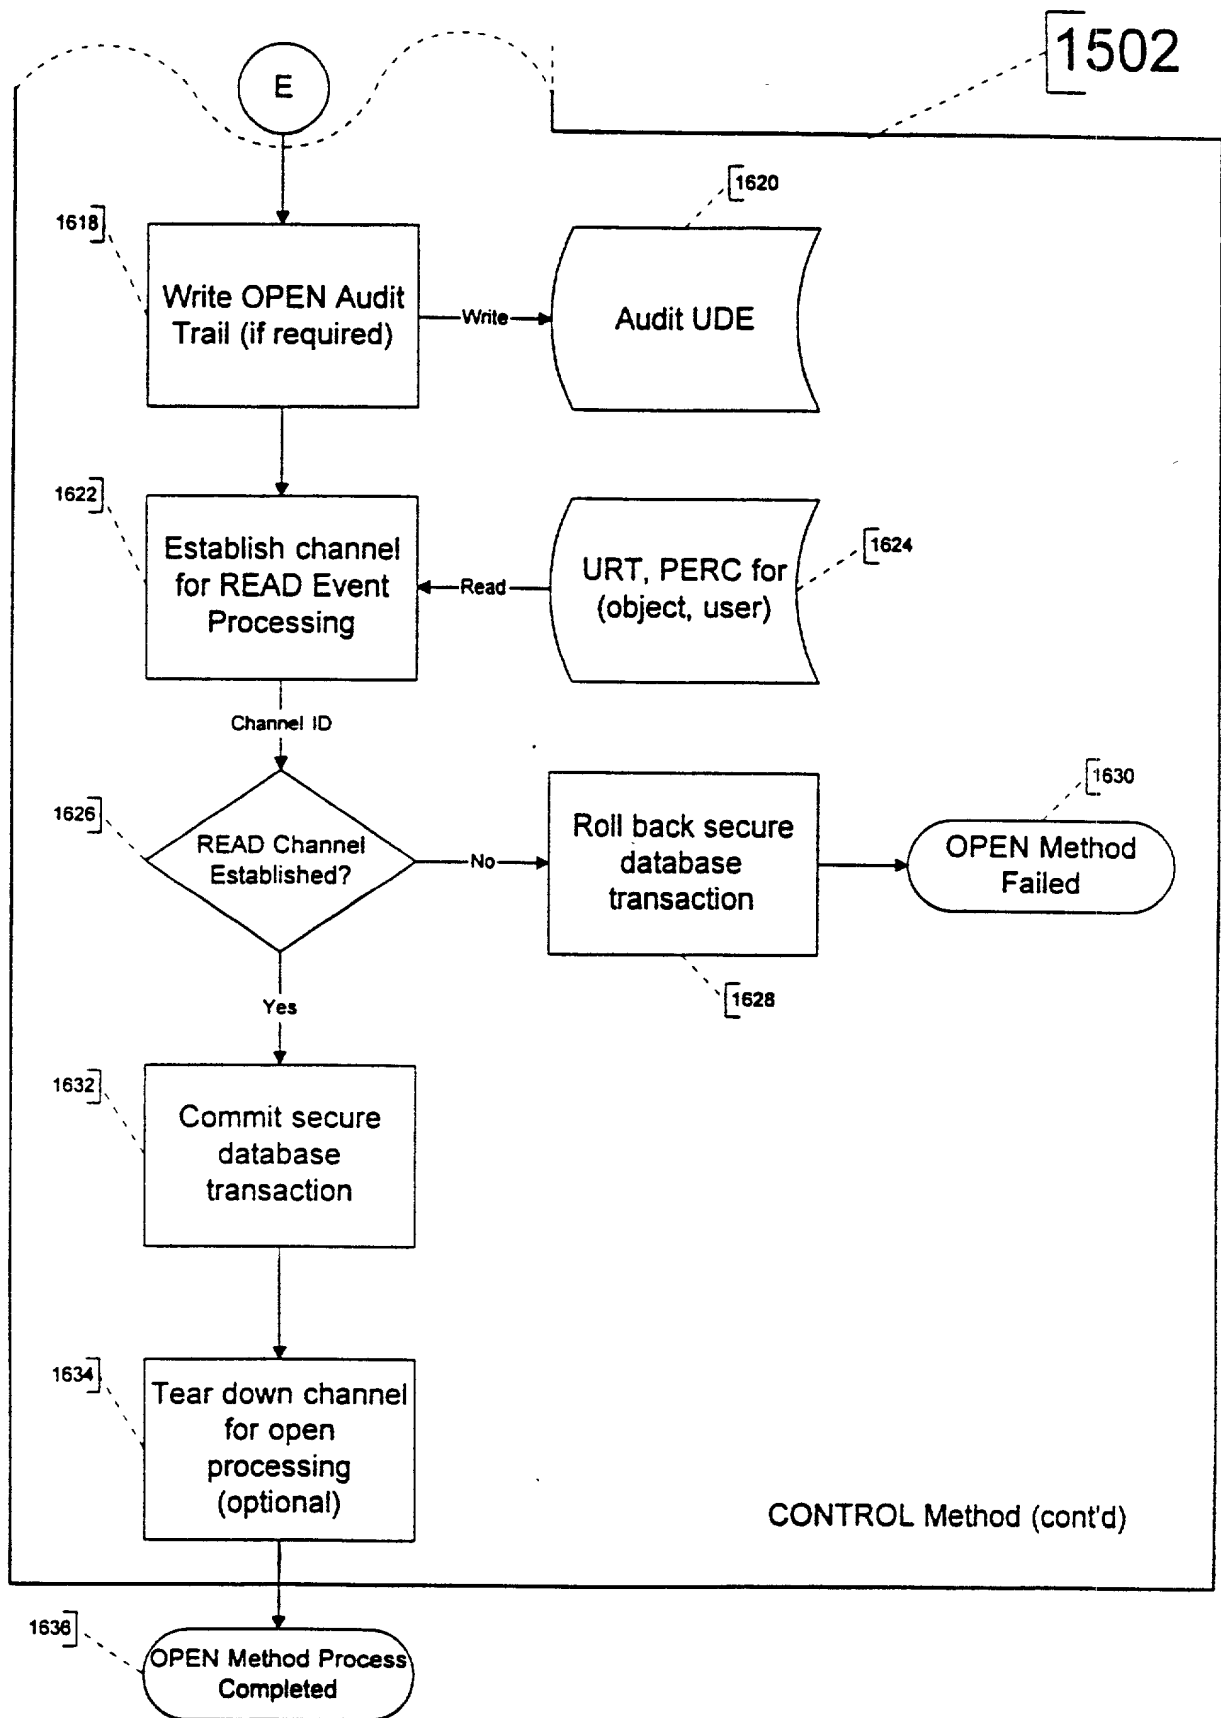 1502
E
1618
Write OPEN Audit
Trail (if required)
Write
1620
Audit UDE
1622
Establish channel
for READ Event
Processing
Read
URT, PERC for
(object, user)
1624
Channel ID
1626
READ Channel
Established?
No
Roll back secure
database
transaction
1628
1630
OPEN Method
Failed
Yes
1632
Commit secure
database
transaction
1634
Tear down channel
for open
processing
(optional)
CONTROL Method (cont'd)
1636
OPEN Method Process
Completed